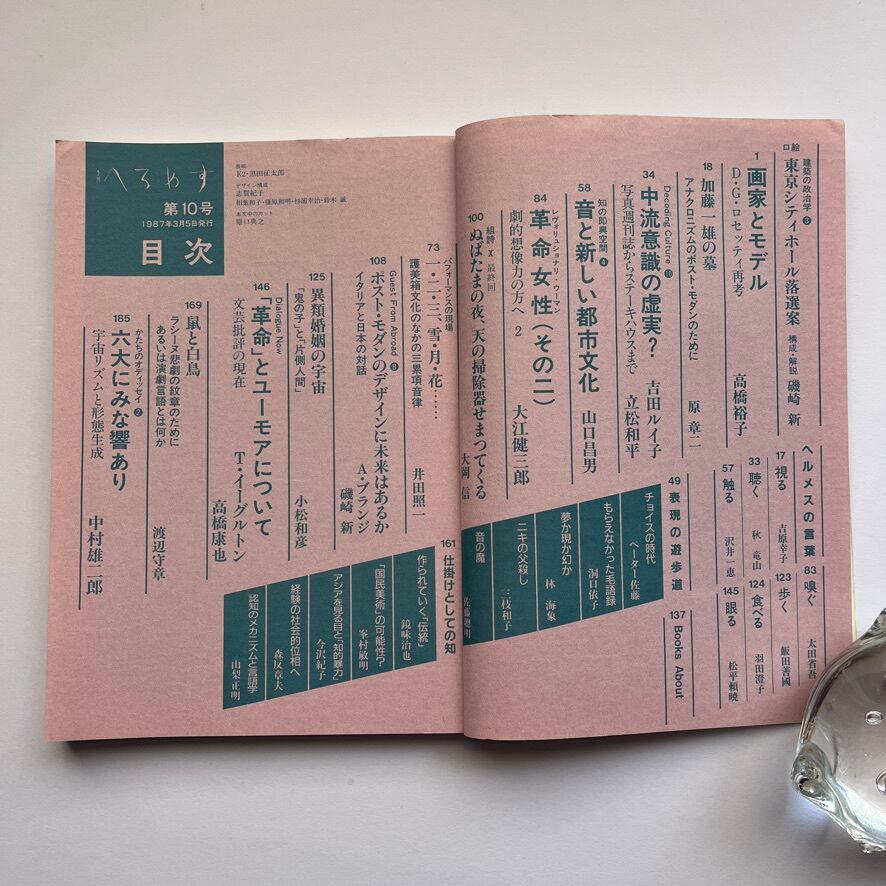 口絵
建築の政治学❸
東京シティホール落選案 構成・解説 磯崎 新
1
画家とモデル
D・G・ロセッティ再考
高橋裕子
18
加藤一雄の墓
アナクロニズムのポスト・モダンのために
原 章二
34
Decoding Culture❿
中流意識の虚実？
写真週刊誌からステーキハウスまで
吉田ルイ子
立松和平
58
知の即興空間❹
音と新しい都市文化
山口昌男
84
レヴォリュショナリ・ウーマン
革命女性（その二）
劇的想像力の方へ 2
大江健三郎
100
組詩 X 最終回
ぬばたまの夜、天の掃除器せまってくる
大岡 信
ヘルメスの言葉
17
視る
吉原幸子
33
聴く
秋 竜山
57
触る
沢井一恵
83
嗅ぐ
太田省吾
123
歩く
飯田善國
124
食べる
羽田澄子
145
眠る
松平頼暁
49
表現の遊歩道
チョイスの時代
ペーター佐藤
もらえなかった毛語録
洞口依子
夢か現か幻か
林 海象
ニキの父殺し
三枝和子
音の魔
佐藤聰明
137
Books About
季刊 へるめす
第10号
1987年3月5日発行
目次
表紙
K2・黒田征太郎
デザイン構成
志賀紀子
相葉和子・篠原和明・杉浦幸治・鈴木 誠
本文中のカット
堀口典之
73
パフォーマンスの現場
一・二・三、雪・月・花……
護美箱文化のなかの三累項音律
井田照一
108
Guest From Abroad❽
ポスト・モダンのデザインに未来はあるか
イタリアと日本の対話
A・ブランジ
磯崎 新
125
異類婚姻の宇宙
「鬼の子」と「片側人間」
小松和彦
146
Dialogue Now
「革命」とユーモアについて
文芸批評の現在
T・イーグルトン
高橋康也
169
鼠と白鳥
ラシーヌ悲劇の紋章のために
あるいは演劇言語とは何か
渡辺守章
185
かたちのオディッセイ❷
六大にみな響あり
宇宙リズムと形態生成
中村雄二郎
161
仕掛けとしての知
作られていく「伝統」
鏡味治也
「国民美術」の可能性？
峯村敏明
アジアを見る目と「知的暴力」
今沢紀子
経験の社会的位相へ
森反章夫
認知のメカニズムと言語学
山梨正明